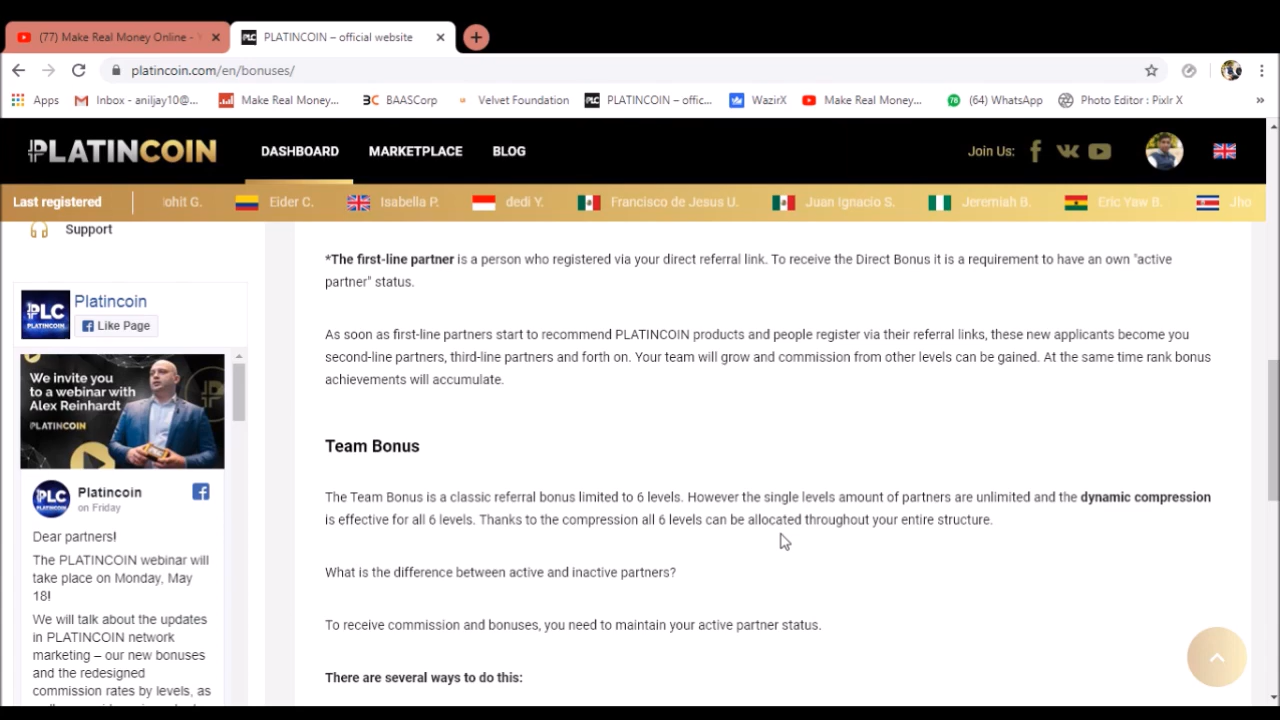 (77) Make Real Money Online -
PLATINCOIN – official website
platincoin.com/en/bonuses/
Apps
Inbox - aniljay10@...
Make Real Money...
BAASCorp
Velvet Foundation
PLATINCOIN – offic...
WazirX
Make Real Money...
(64) WhatsApp
Photo Editor : Pixlr X
»
PLATINCOIN
DASHBOARD
MARKETPLACE
BLOG
Join Us:
Last registered
ohit G.
Eider C.
Isabella P.
dedi Y.
Francisco de Jesus U.
Juan Ignacio S.
Jeremiah B.
Eric Yaw B.
Jho
Support
PLC
PLATINCOIN
Platincoin
Like Page
We invite you
to a webinar with
Alex Reinhardt
PLATINCOIN
PLC
PLATINCOIN
Platincoin
on Friday
Dear partners!
The PLATINCOIN webinar will
take place on Monday, May
18!
We will talk about the updates
in PLATINCOIN network
marketing – our new bonuses
and the redesigned
commission rates by levels, as
*The first-line partner is a person who registered via your direct referral link. To receive the Direct Bonus it is a requirement to have an own "active
partner" status.
As soon as first-line partners start to recommend PLATINCOIN products and people register via their referral links, these new applicants become you
second-line partners, third-line partners and forth on. Your team will grow and commission from other levels can be gained. At the same time rank bonus
achievements will accumulate.
Team Bonus
The Team Bonus is a classic referral bonus limited to 6 levels. However the single levels amount of partners are unlimited and the dynamic compression
is effective for all 6 levels. Thanks to the compression all 6 levels can be allocated throughout your entire structure.
What is the difference between active and inactive partners?
To receive commission and bonuses, you need to maintain your active partner status.
There are several ways to do this: